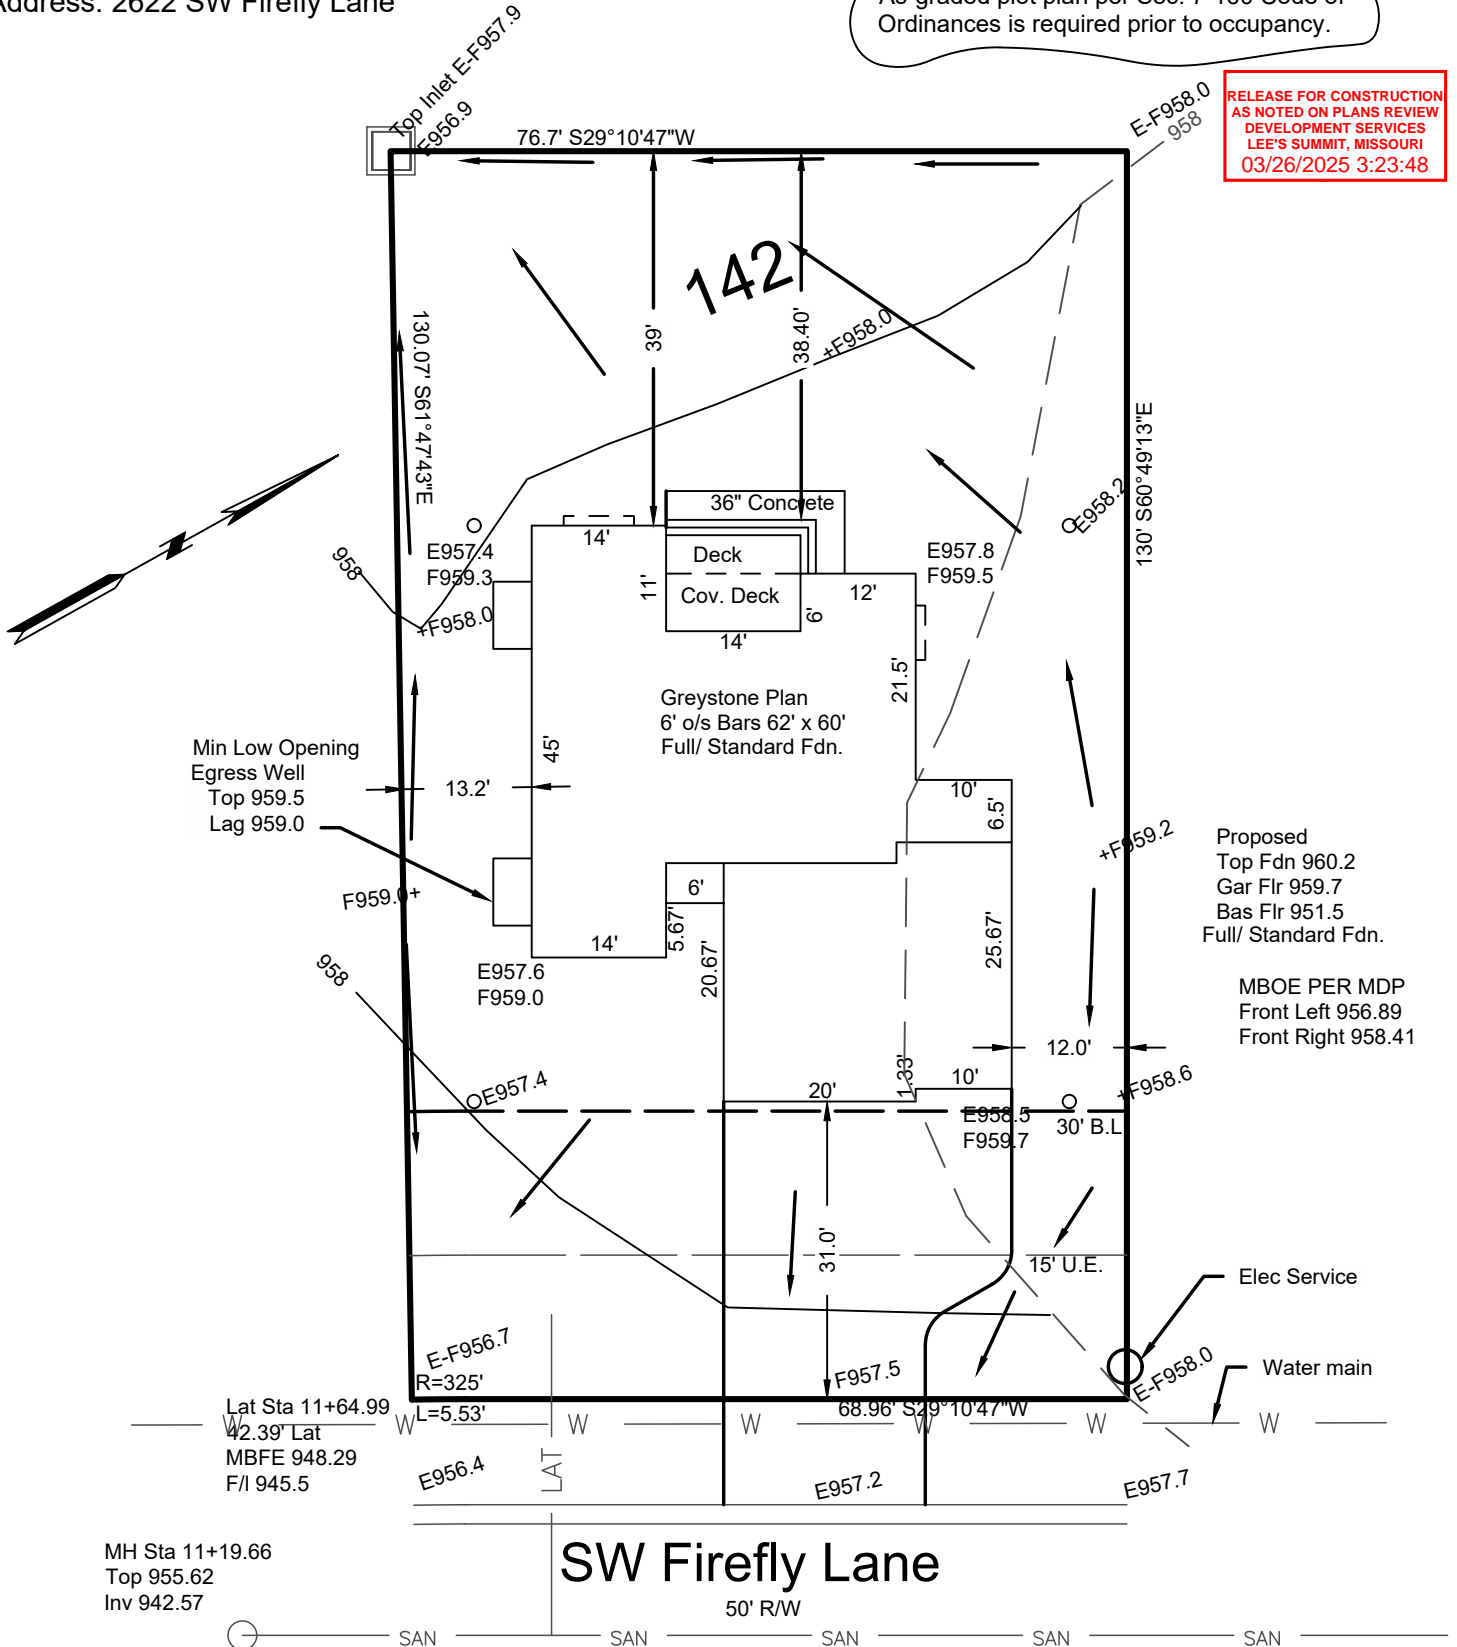 Address: 2622 SW Firefly Lane
As-graded plot plan per Sec. 7-100 Code of
Ordinances is required prior to occupancy.
RELEASE FOR CONSTRUCTION
AS NOTED ON PLANS REVIEW
DEVELOPMENT SERVICES
LEE'S SUMMIT, MISSOURI
03/26/2025 3:23:48
Top Inlet E-F957.9
E956.9
76.7' S29°10'47"W
E-F958.0
958
142
130.07' S61°47'43"E
39'
38.40'
+F958.0
130' S60°49'13"E
N
36" Concrete
14'
Deck
Cov. Deck
11'
12'
6'
14'
E957.4
F959.3
958
+F958.0
E957.8
F959.5
E958.2
21.5'
Greystone Plan
6' o/s Bars 62' x 60'
Full/ Standard Fdn.
Min Low Opening
Egress Well
Top 959.5
Lag 959.0
45'
13.2'
10'
6.5'
+F959.2
Proposed
Top Fdn 960.2
Gar Flr 959.7
Bas Flr 951.5
Full/ Standard Fdn.
MBOE PER MDP
Front Left 956.89
Front Right 958.41
F959.0+
6'
5.67'
14'
20.67'
25.67'
958
E957.6
F959.0
12.0'
E957.4
20'
1.33'
10'
+F958.6
E958.5
F959.7
30' B.L
31.0'
15' U.E.
Elec Service
E-F956.7
R=325'
L=5.53'
F957.5
E-F958.0
Water main
68.96' S29°10'47"W
Lat Sta 11+64.99
42.39' Lat
MBFE 948.29
F/l 945.5
W W W W W W W
E956.4
LAT
E957.2
E957.7
MH Sta 11+19.66
Top 955.62
Inv 942.57
SW Firefly Lane
50' R/W
SAN SAN SAN SAN SAN